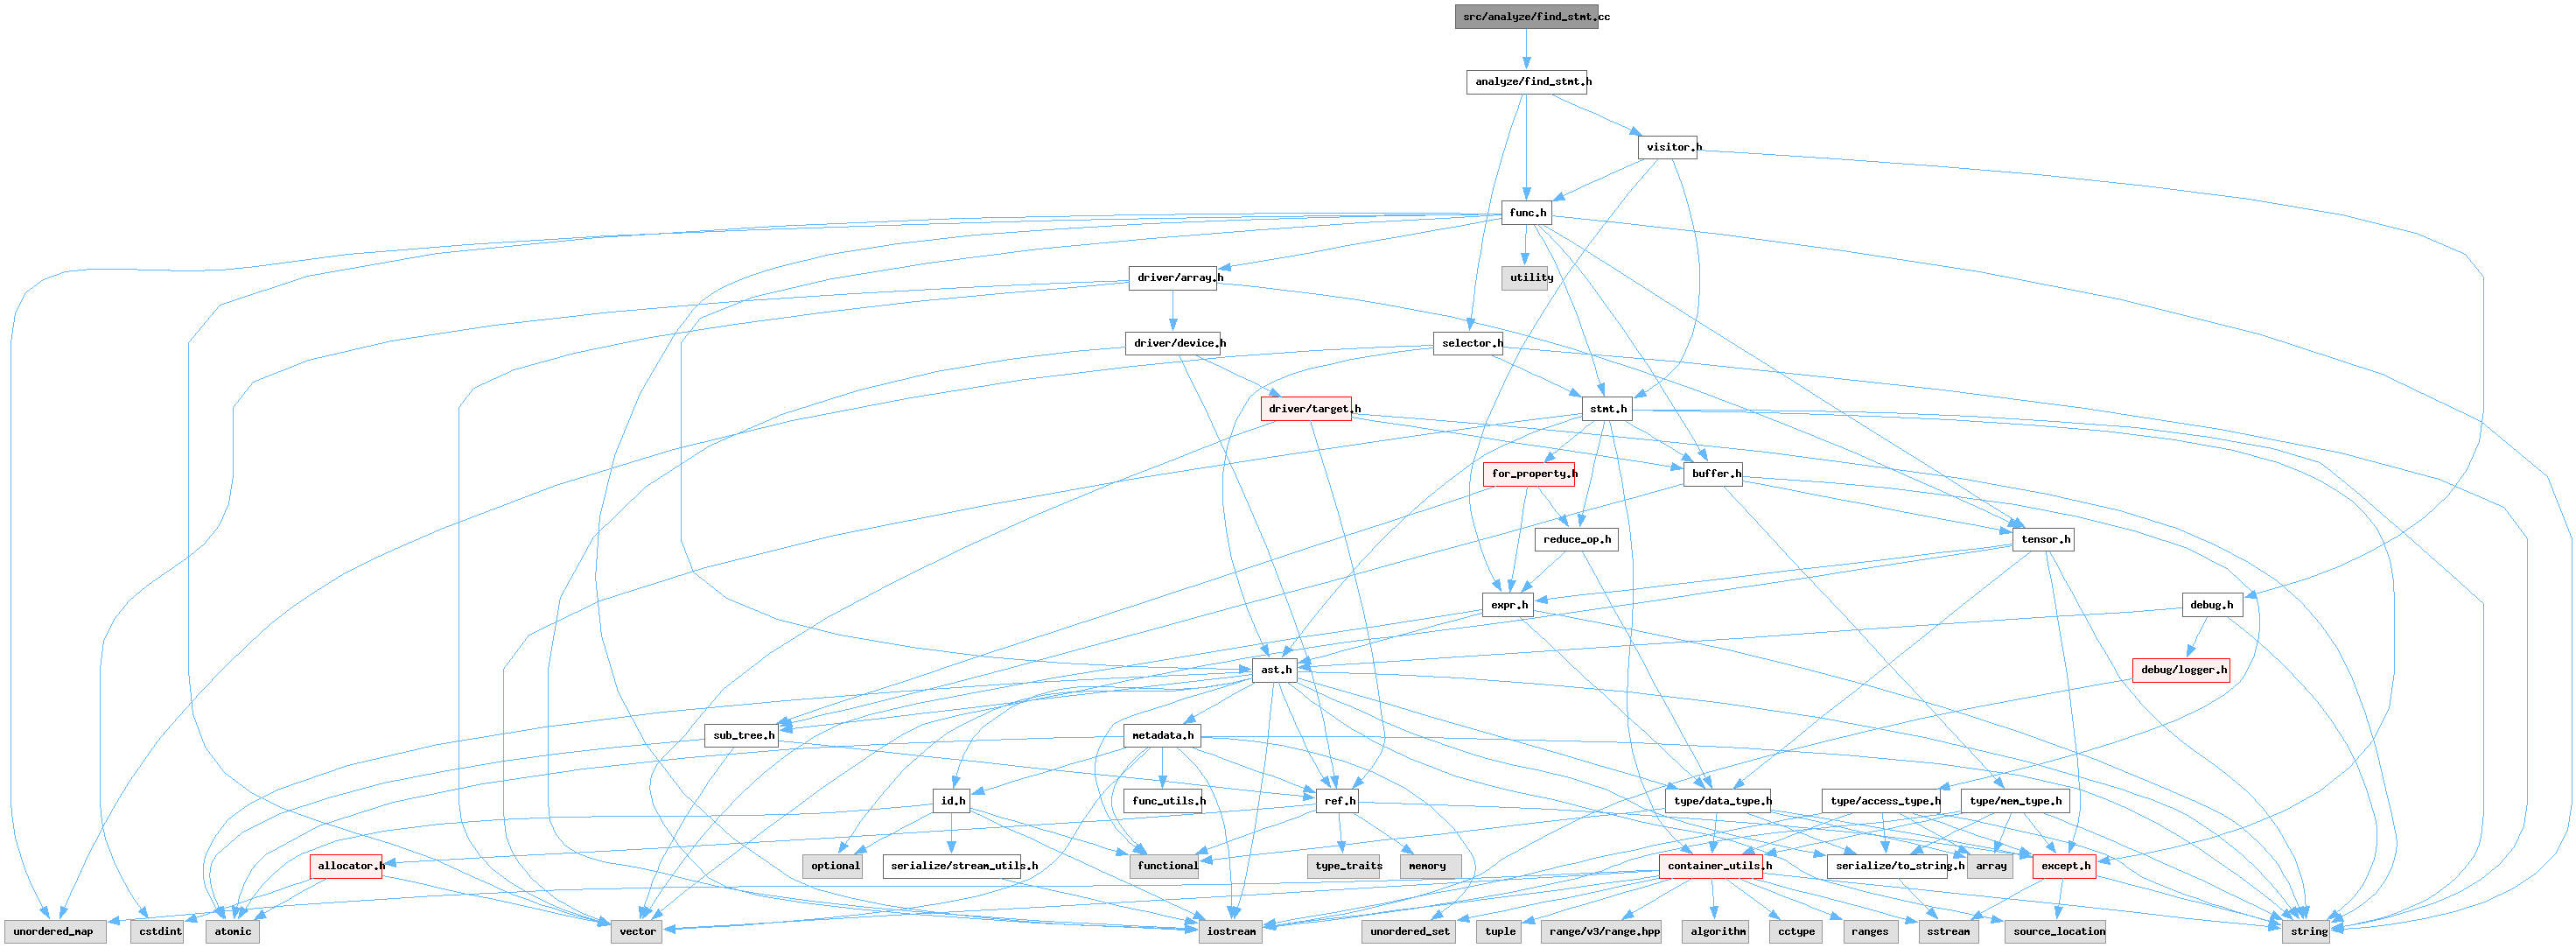 src/analyze/find_stmt.cc
analyze/find_stmt.h
visitor.h
func.h
driver/array.h
utility
driver/device.h
selector.h
driver/target.h
stmt.h
for_property.h
buffer.h
reduce_op.h
tensor.h
expr.h
debug.h
ast.h
debug/logger.h
sub_tree.h
metadata.h
id.h
func_utils.h
ref.h
type/data_type.h
type/access_type.h
type/mem_type.h
allocator.h
optional
serialize/stream_utils.h
functional
type_traits
memory
container_utils.h
serialize/to_string.h
array
except.h
unordered_map
cstdint
atomic
vector
iostream
unordered_set
tuple
range/v3/range.hpp
algorithm
cctype
ranges
sstream
source_location
string